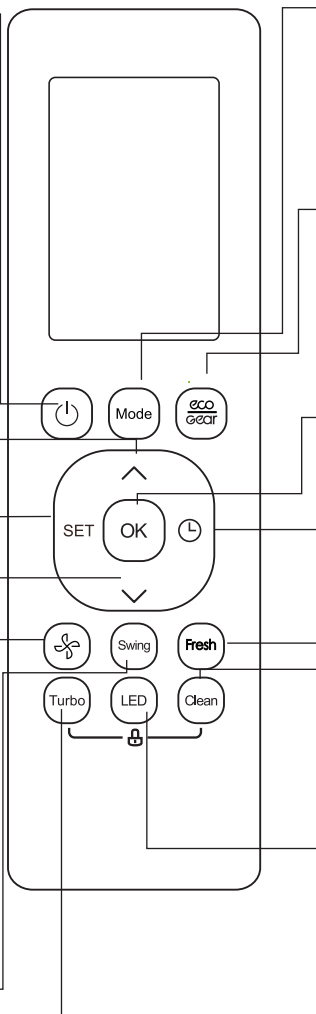 Mode
eco
Gear
SET
OK
Swing
Fresh
Turbo
LED
Clean